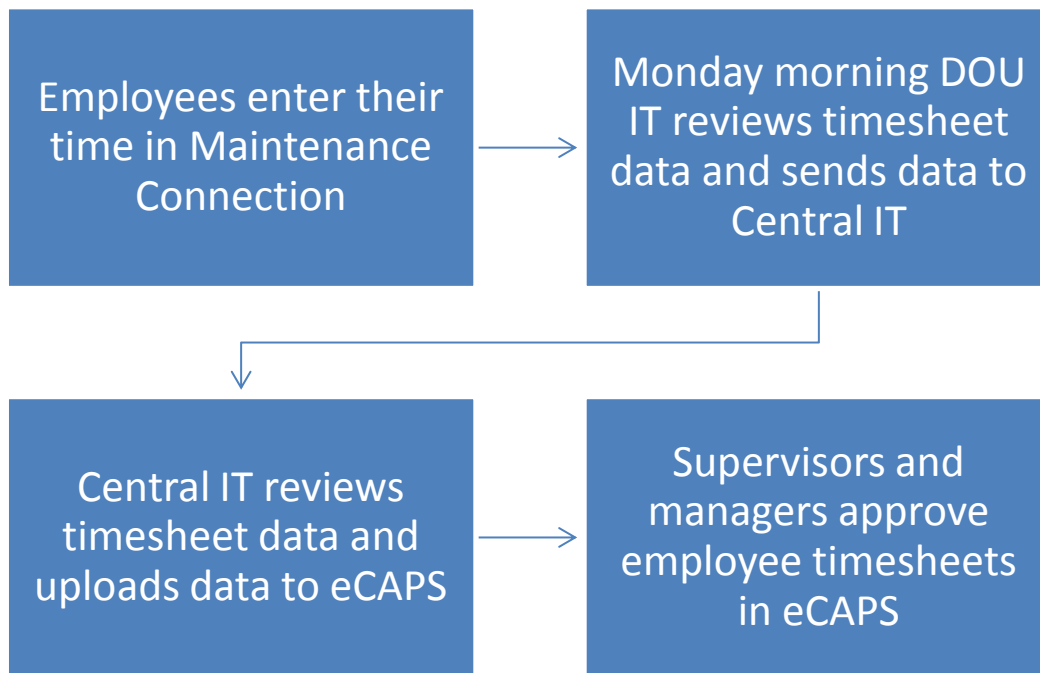 Employees enter their
time in Maintenance
Connection
Monday morning DOU
IT reviews timesheet
data and sends data to
Central IT
Central IT reviews
timesheet data and
uploads data to eCAPS
Supervisors and
managers approve
employee timesheets
in eCAPS